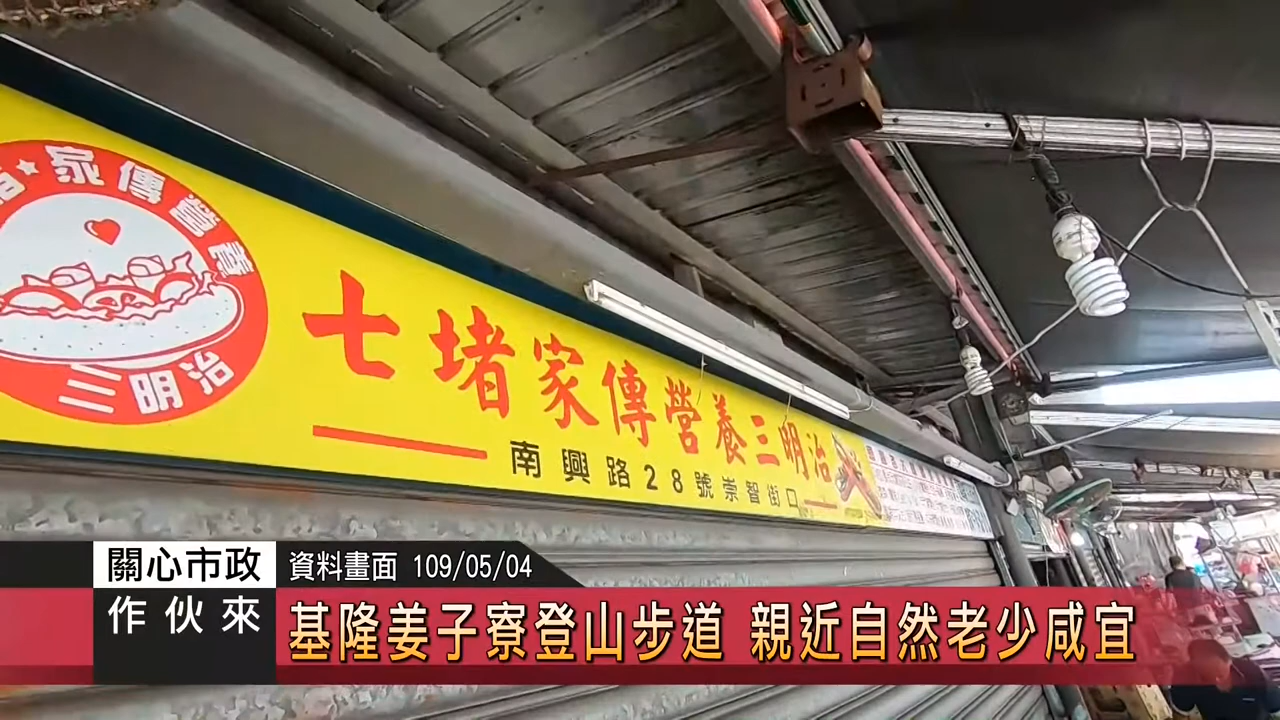 家傳營養
三明治
七堵家傳營養三明治
南興路28號崇智街口
關心市政
作伙來
資料畫面 109/05/04
基隆姜子寮登山步道 親近自然老少咸宜